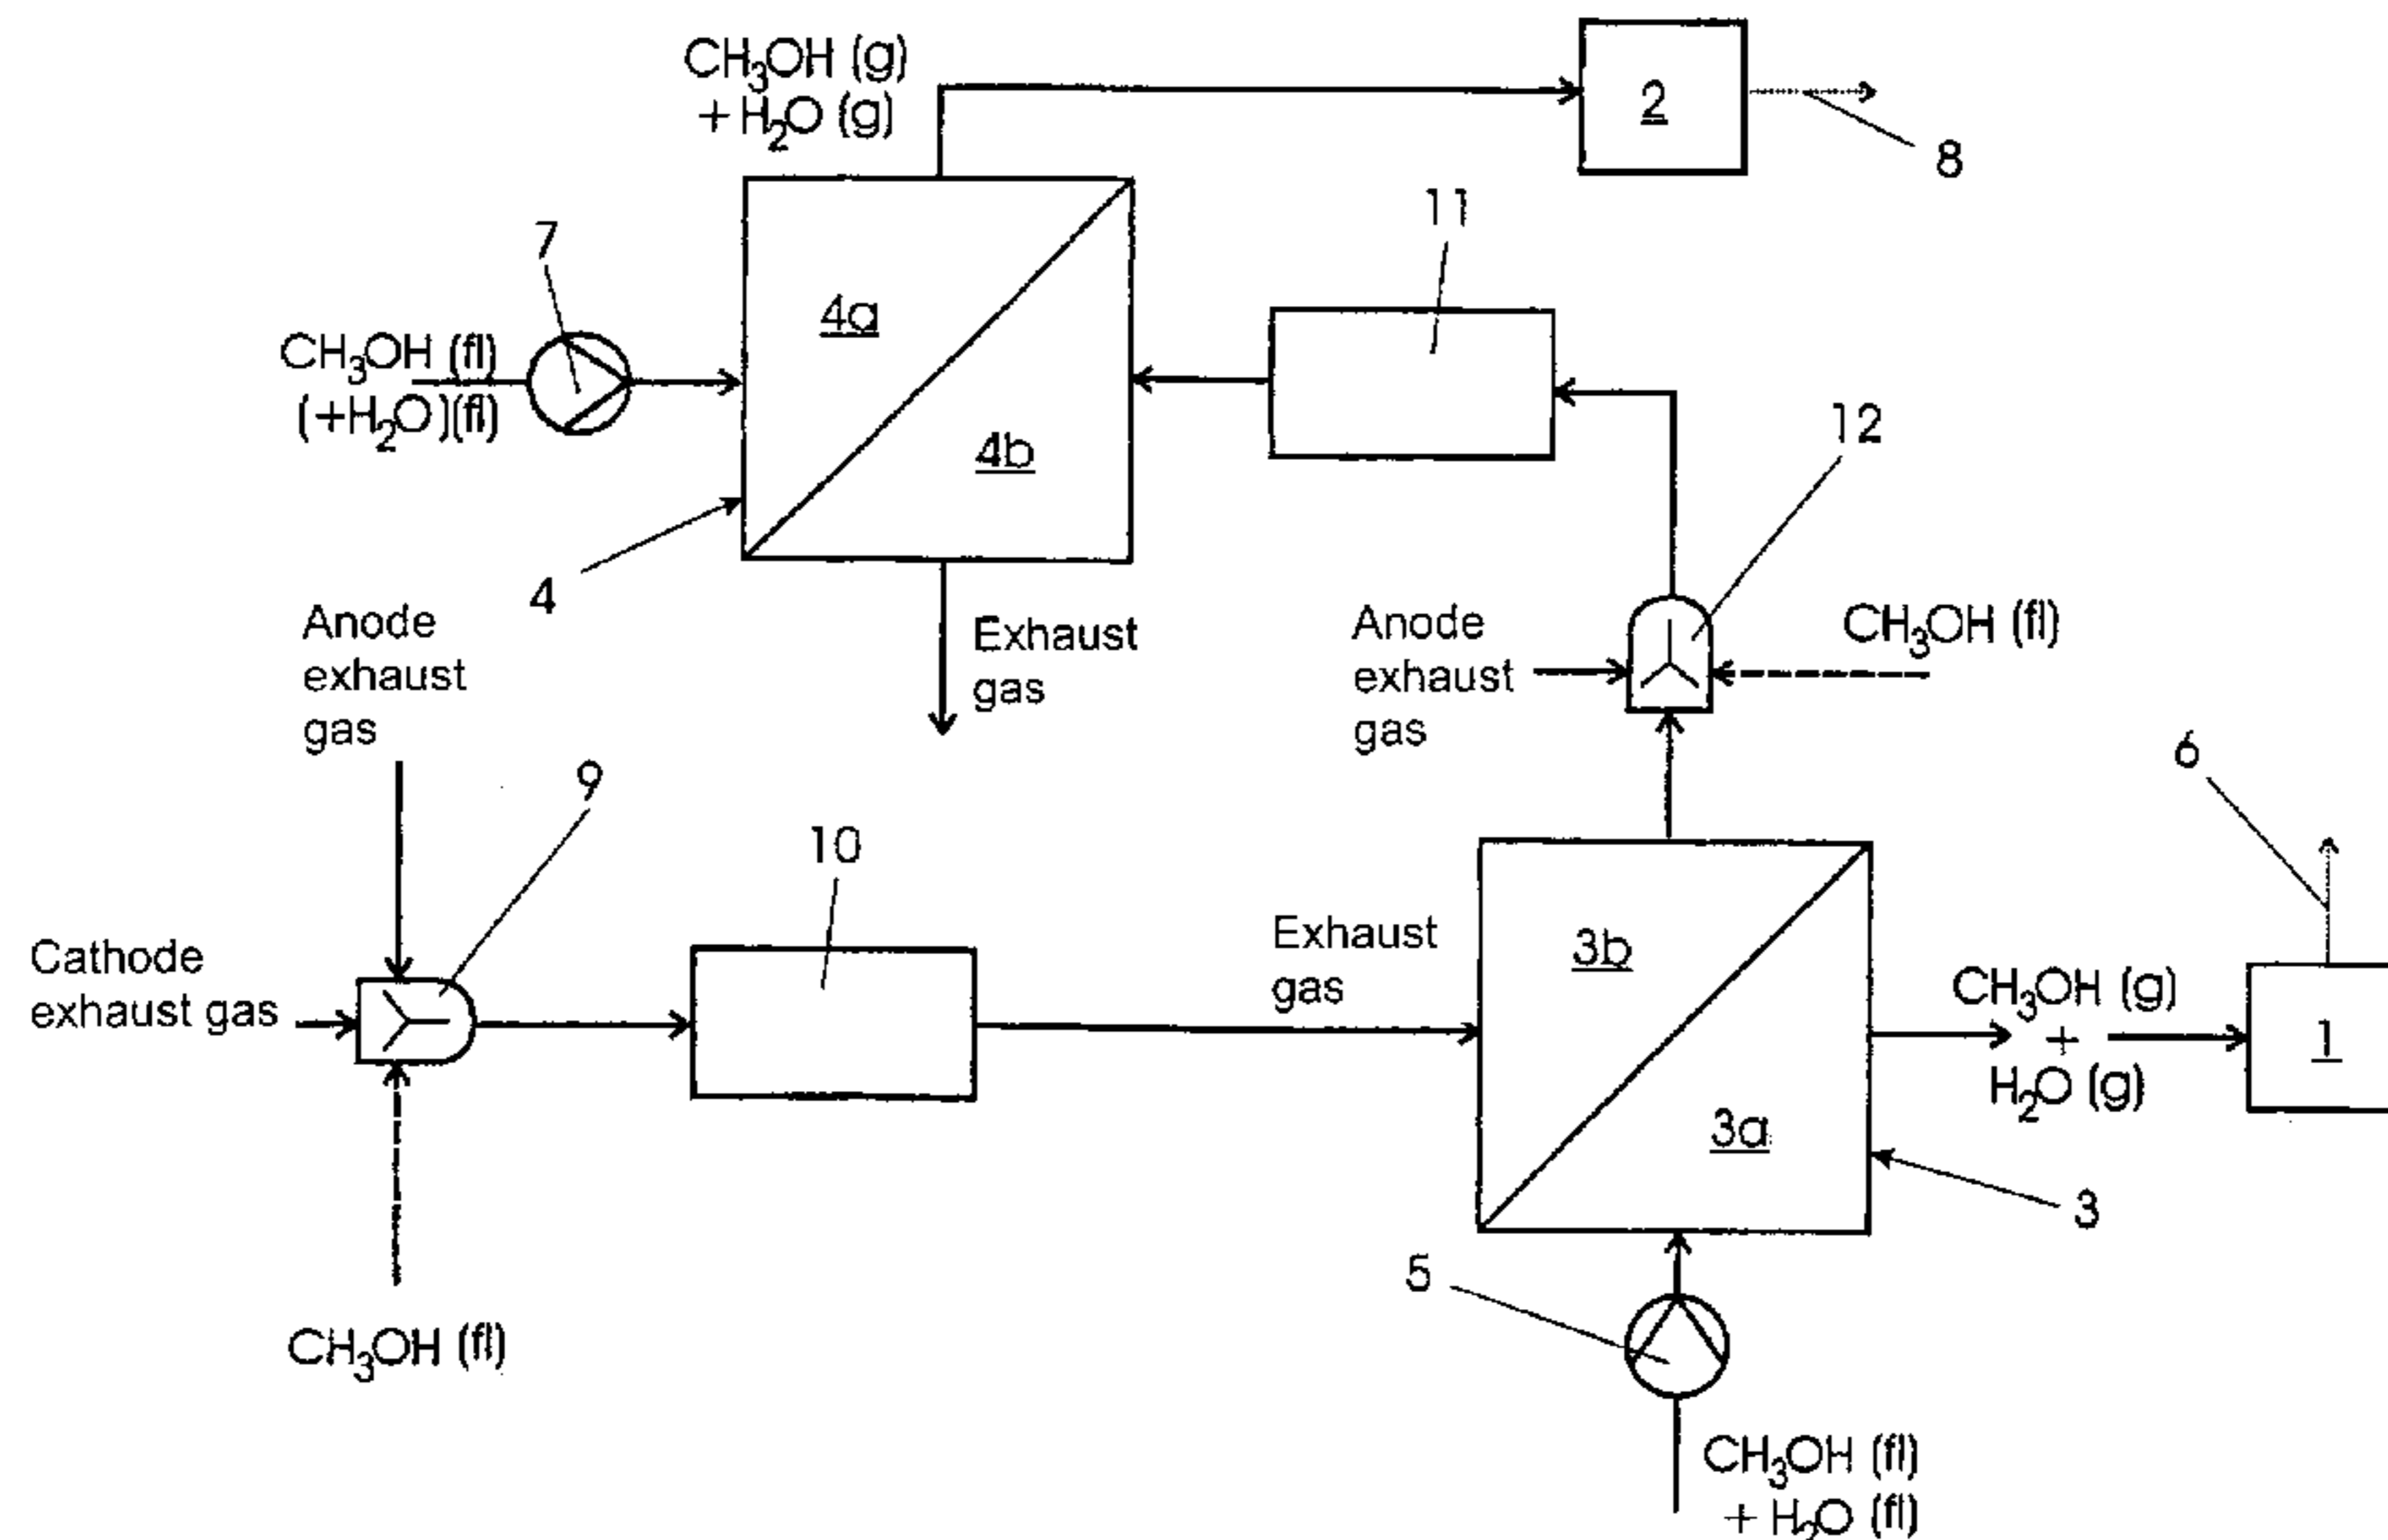 CH3OH (g)
+ H2O (g)
2
8
11
7
4a
CH3OH (fl)
(+H2O)(fl)
4b
12
4
Anode
exhaust
gas
Exhaust
gas
Anode
exhaust
gas
CH3OH (fl)
6
9
10
Cathode
exhaust gas
Exhaust
gas
3b
CH3OH (g)
+
H2O (g)
1
3a
3
5
CH3OH (fl)
CH3OH (fl)
+ H2O (fl)